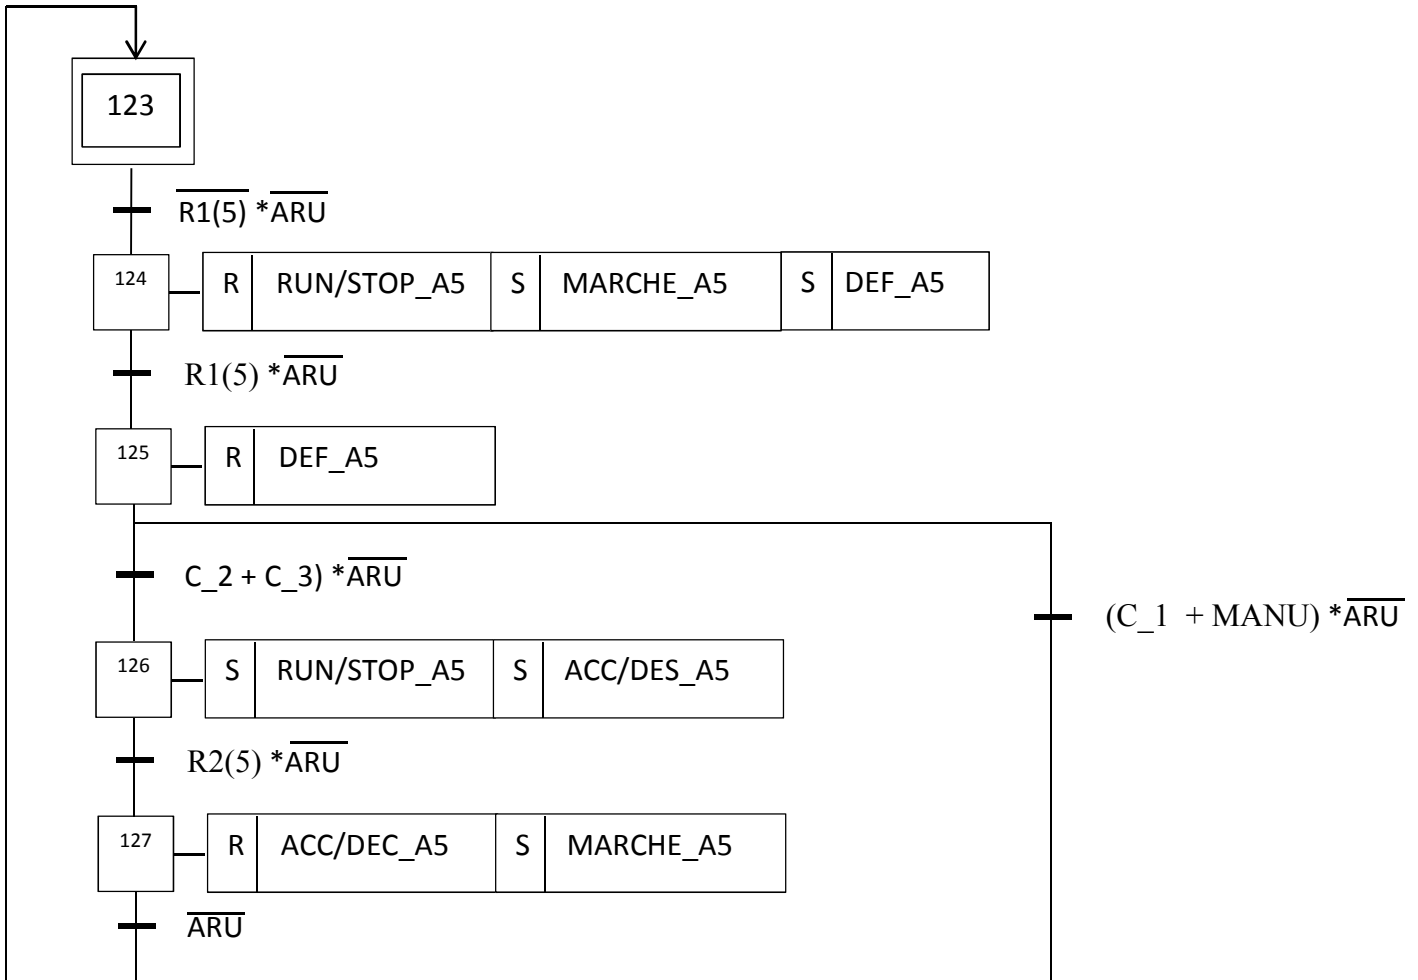 123
R1(5) *ARU
124 R RUN/STOP_A5 S MARCHE_A5 S DEF_A5
R1(5) *ARU
125 R DEF_A5
C_2 + C_3) *ARU
(C_1 + MANU) *ARU
126 S RUN/STOP_A5 S ACC/DES_A5
R2(5) *ARU
127 R ACC/DEC_A5 S MARCHE_A5
ARU